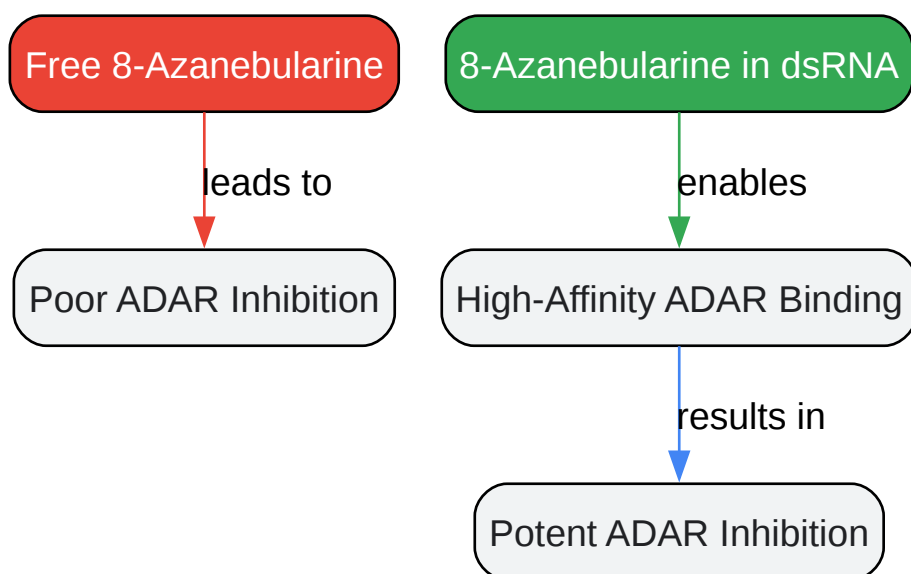 Free 8-Azanebularine
8-Azanebularine in dsRNA
leads to
enables
Poor ADAR Inhibition
High-Affinity ADAR Binding
results in
Potent ADAR Inhibition